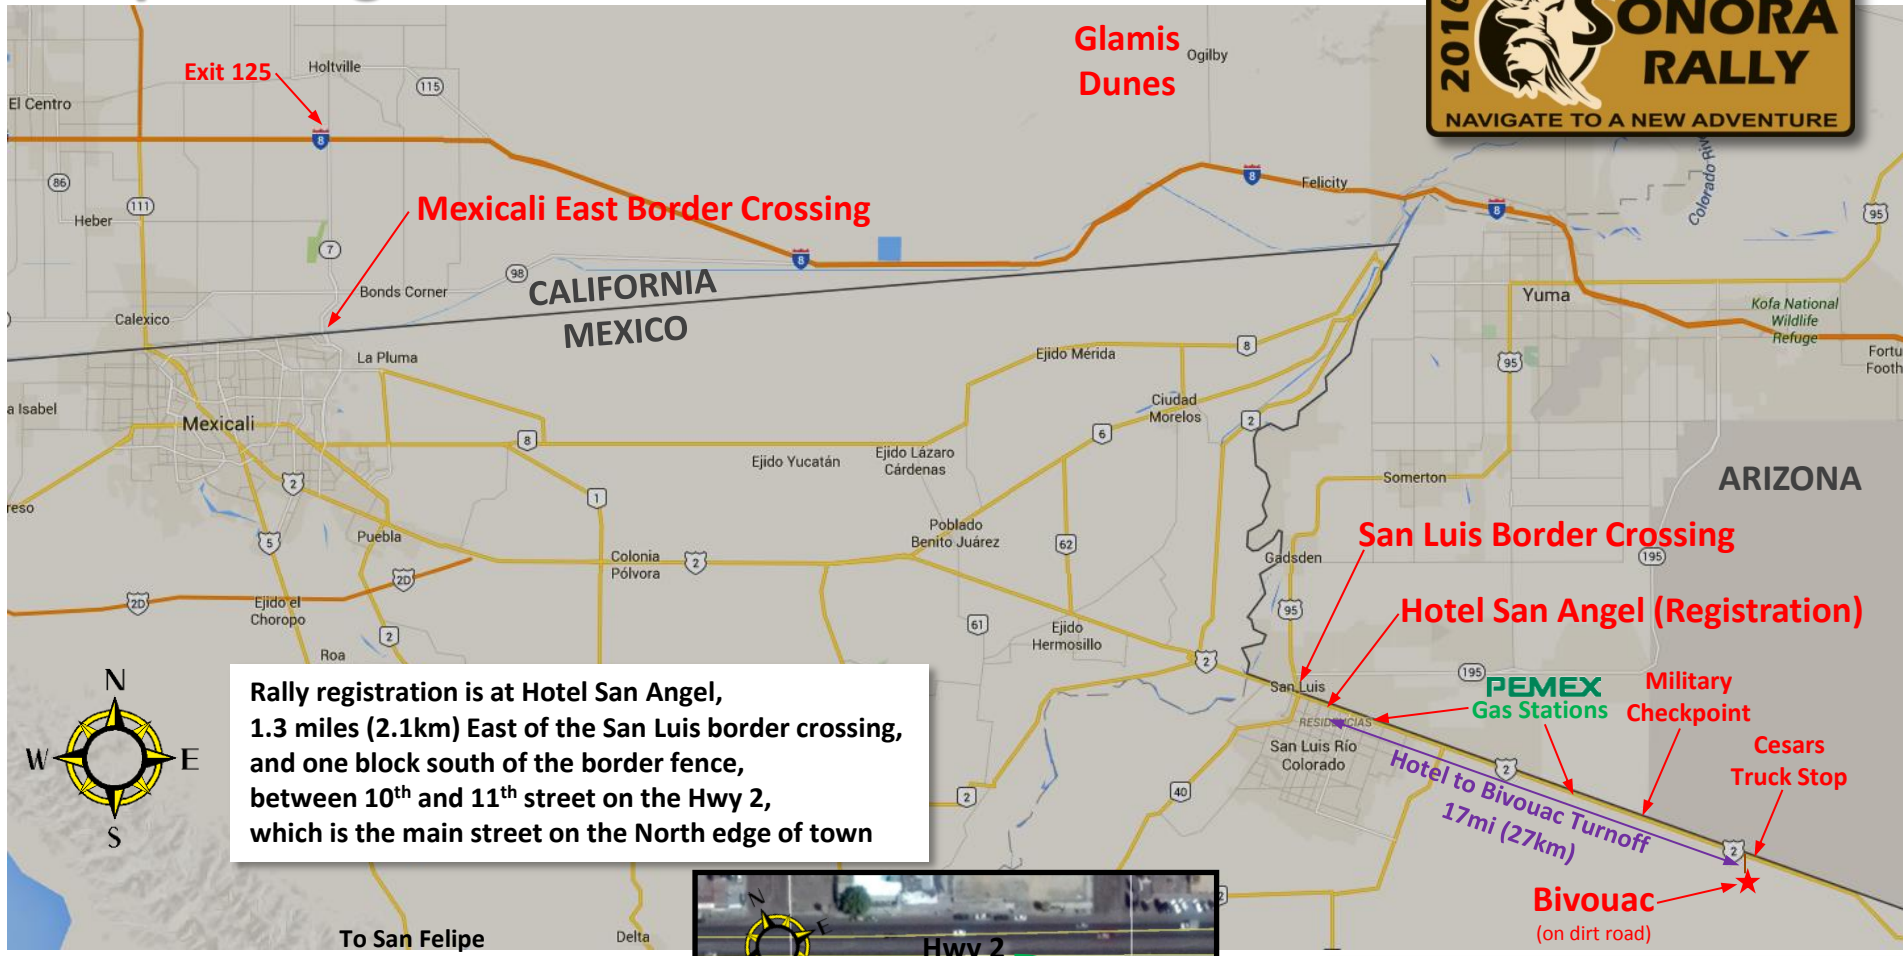 2016
SONORA
RALLY
NAVIGATE TO A NEW ADVENTURE
Glamis
Dunes
Ogilby
Exit 125
Holtville
115
El Centro
8
86
111
Heber
7
Mexicali East Border Crossing
8
Felicity
8
8
Colorado Riv
95
Bonds Corner
98
CALIFORNIA
MEXICO
Calexico
Yuma
Kofa National
Wildlife
Refuge
Fortu
Footh
La Pluma
Ejido Mérida
8
95
a Isabel
Mexicali
Ciudad
Morelos
2
6
8
Ejido Yucatán
Ejido Lázaro
Cárdenas
Somerton
ARIZONA
2
1
reso
5
Puebla
Poblado
Benito Juárez
62
San Luis Border Crossing
Gadsden
195
Colonia
Pólvora
2
2D
2D
Ejido el
Choropo
95
Hotel San Angel (Registration)
2
61
Ejido
Hermosillo
Roa
2
195
San Luis
PEMEX
Gas Stations
Military
Checkpoint
RESIDENCIAS
San Luis Río
Colorado
Cesars
Truck Stop
2
40
2
Hotel to Bivouac Turnoff
17mi (27km)
2
Bivouac
(on dirt road)
N
W
E
S
Rally registration is at Hotel San Angel,
1.3 miles (2.1km) East of the San Luis border crossing,
and one block south of the border fence,
between 10th and 11th street on the Hwy 2,
which is the main street on the North edge of town
To San Felipe
Delta
N
E
Hwy 2
2